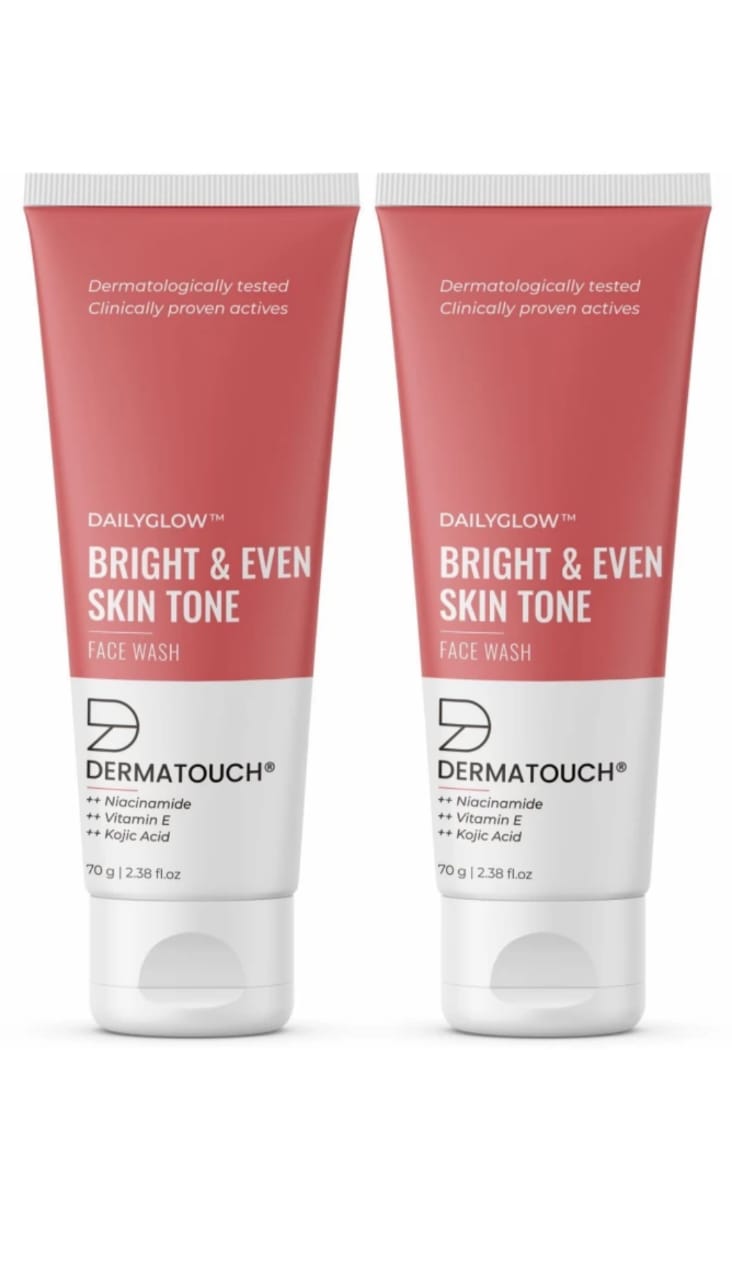 Dermatologically tested
Clinically proven actives
DAILYGLOW™
BRIGHT & EVEN
SKIN TONE
FACE WASH
DERMATOUCH®
++ Niacinamide
++ Vitamin E
++ Kojic Acid
70 g | 2.38 fl.oz
Dermatologically tested
Clinically proven actives
DAILYGLOW™
BRIGHT & EVEN
SKIN TONE
FACE WASH
DERMATOUCH®
++ Niacinamide
++ Vitamin E
++ Kojic Acid
70 g | 2.38 fl.oz